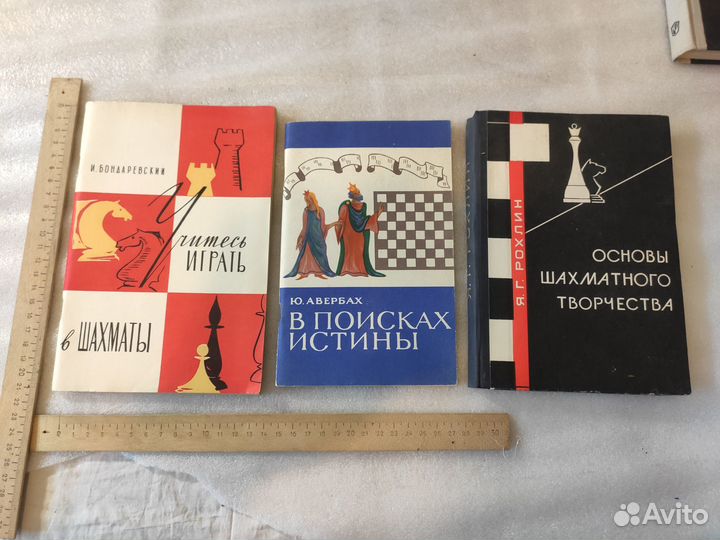 И. БОНДАРЕВСКИЙ
Учитесь
ИГРАТЬ
в ШАХМАТЫ
Ю. АВЕРБАХ
В ПОИСКАХ
ИСТИНЫ
Я. Г. РОХЛИН
ОСНОВЫ
ШАХМАТНОГО
ТВОРЧЕСТВА
Avito